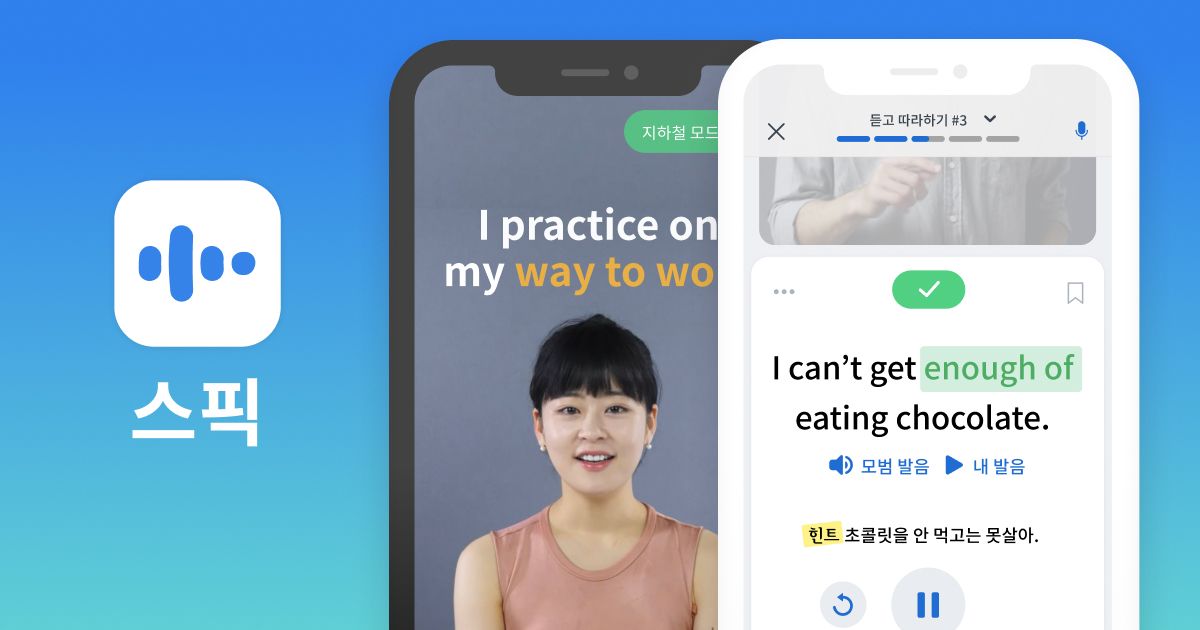 스픽
지하철 모드
I practice on
my way to wo
듣고 따라하기 #3
I can’t get enough of
eating chocolate.
모범 발음 내 발음
힌트 초콜릿을 안 먹고는 못살아.